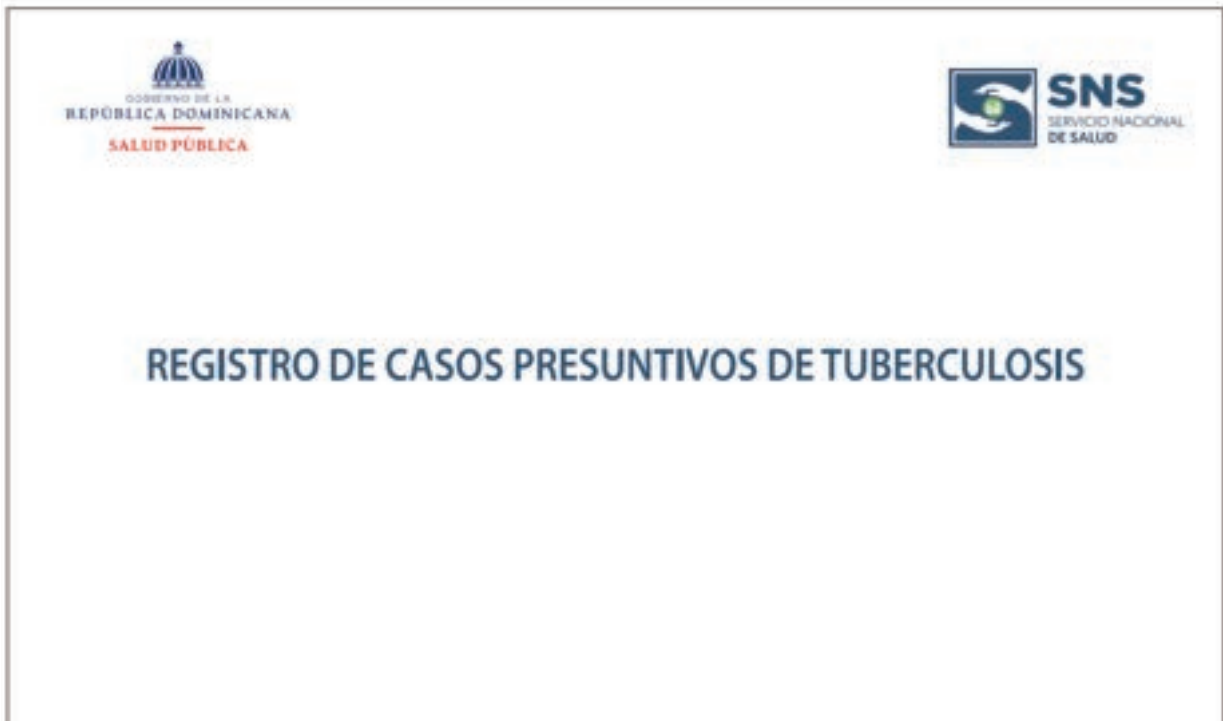 GOBIERNO DE LA
REPÚBLICA DOMINICANA
SALUD PÚBLICA
SNS
SERVICIO NACIONAL
DE SALUD
REGISTRO DE CASOS PRESUNTIVOS DE TUBERCULOSIS